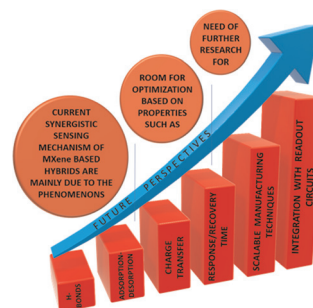 NEED OF
FURTHER
RESEARCH
FOR
ROOM FOR
OPTIMIZATION
BASED ON
PROPERTIES
SUCH AS
CURRENT
SYNERGISTIC
SENSING
MECHANISM OF
MXene BASED
HYBRIDS ARE
MAINLY DUE TO THE
PHENOMENONS
FUTURE PERSPECTIVES
H-
BONDS
ADSORPTION-
DESORPTION
CHARGE
TRANSFER
RESPONSE/RECOVERY
TIME
SCALABLE MANUFACTURING
TECHNIQUES
INTEGRATION WITH READOUT
CIRCUITS